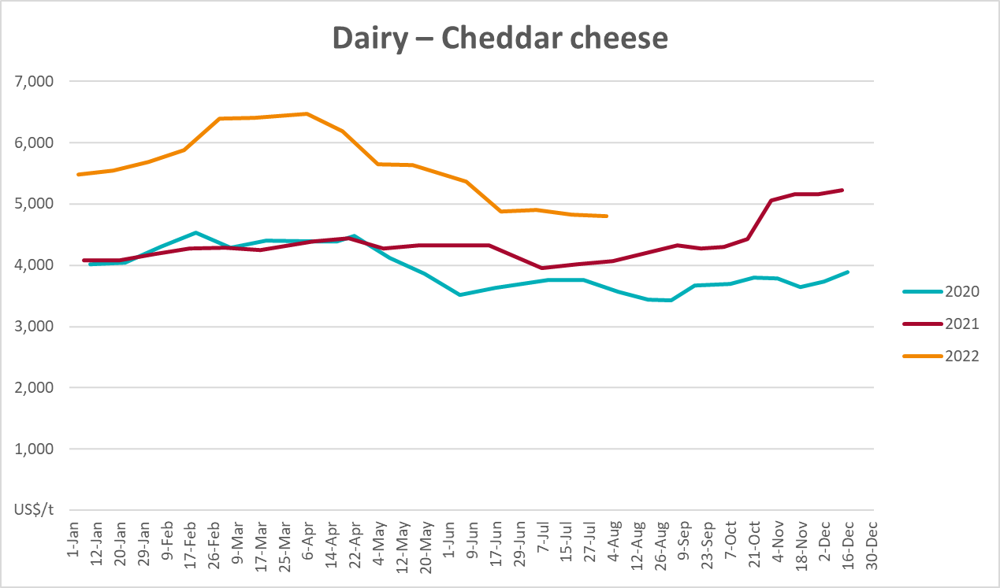 Dairy – Cheddar cheese
7,000
6,000
5,000
4,000
3,000
2,000
1,000
US$/t
1-Jan
12-Jan
20-Jan
29-Jan
9-Feb
17-Feb
26-Feb
9-Mar
17-Mar
25-Mar
6-Apr
14-Apr
22-Apr
4-May
12-May
20-May
1-Jun
9-Jun
17-Jun
29-Jun
7-Jul
15-Jul
27-Jul
4-Aug
12-Aug
26-Aug
9-Sep
23-Sep
7-Oct
21-Oct
4-Nov
18-Nov
2-Dec
16-Dec
30-Dec
2020
2021
2022